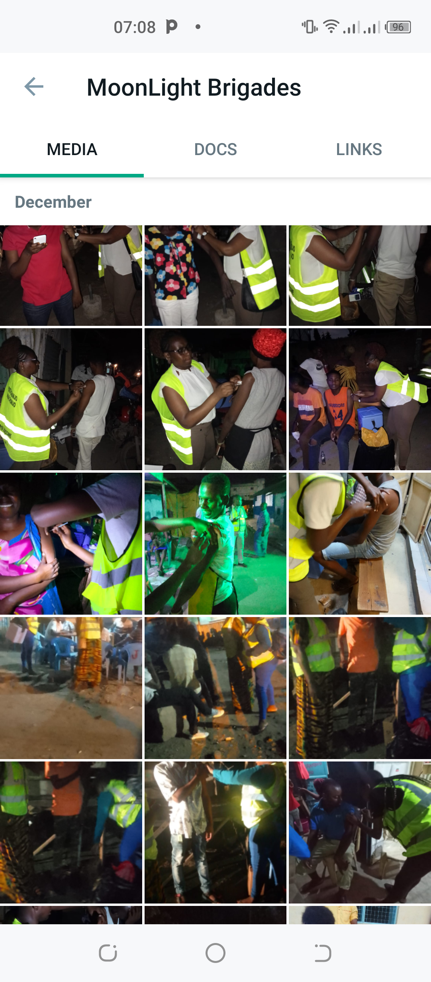 07:08
96
MoonLight Brigades
MEDIA
DOCS
LINKS
December